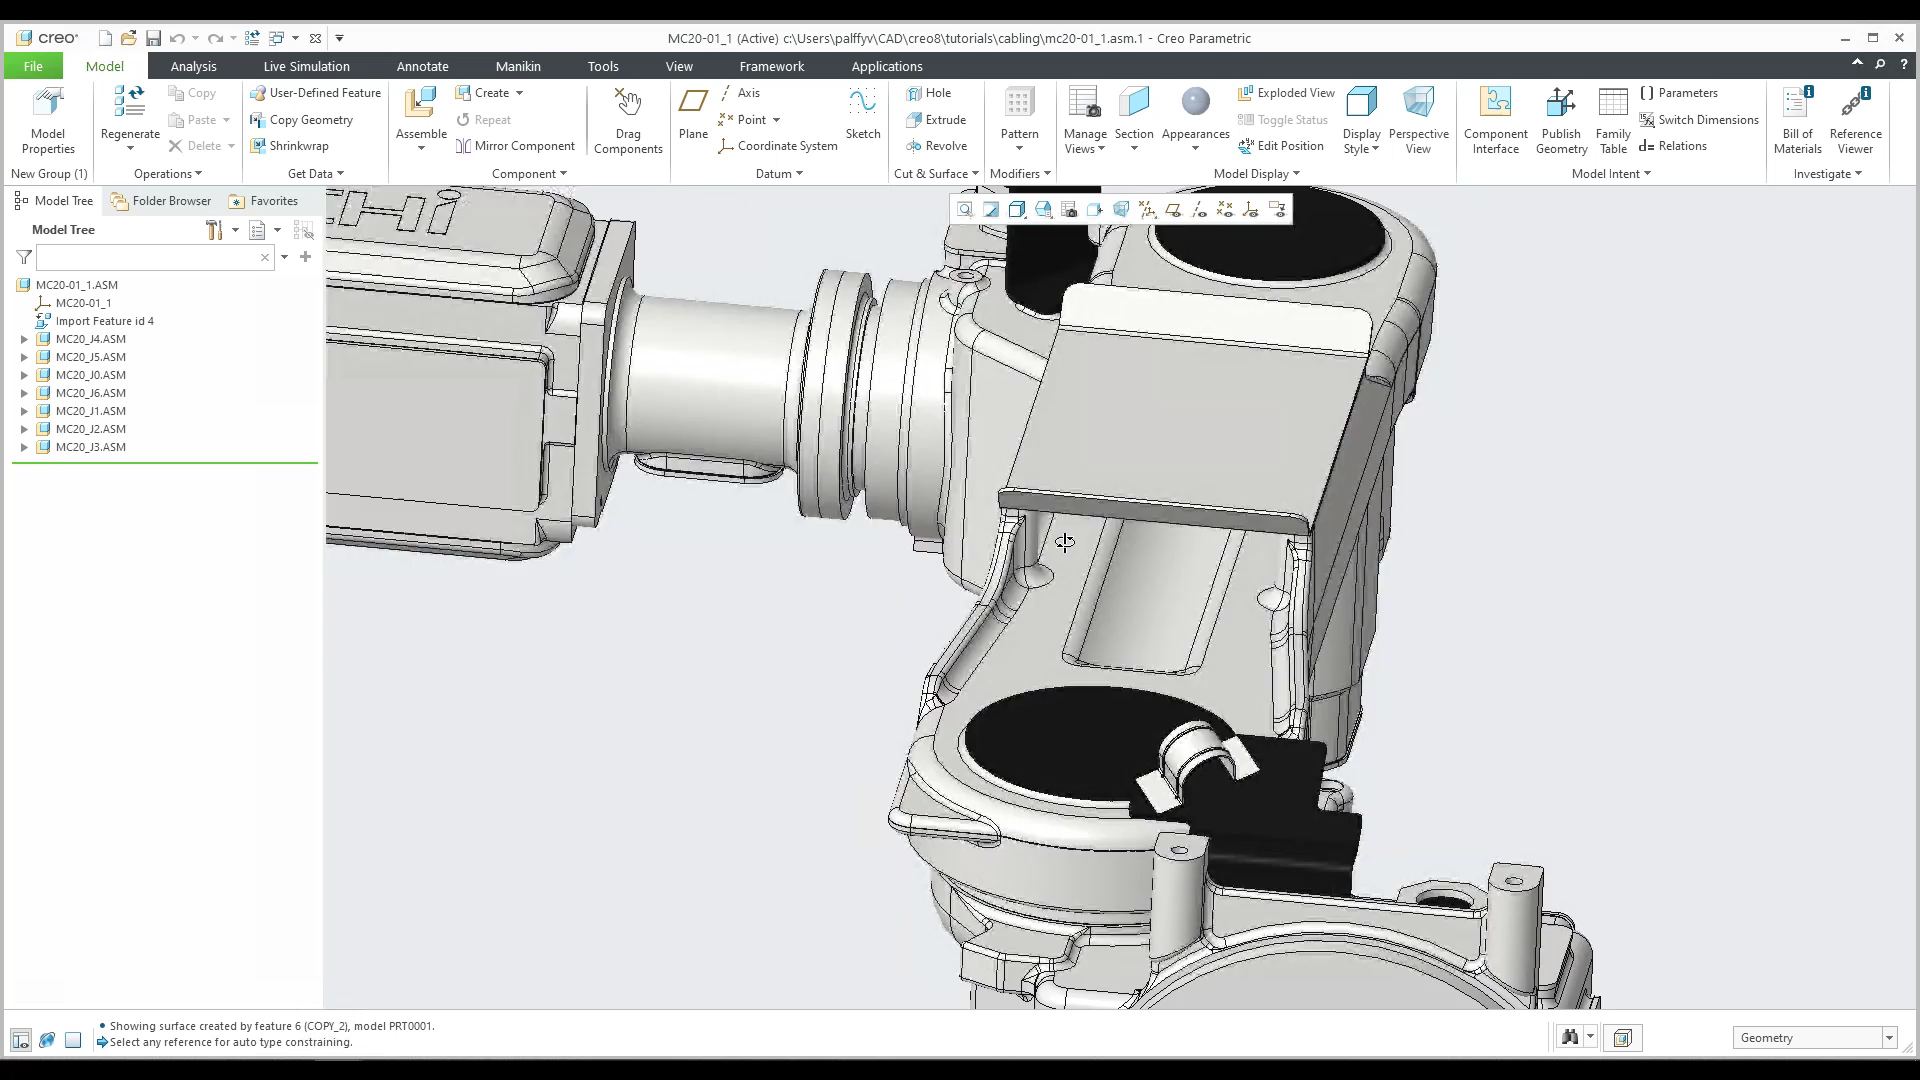 creo
MC20-01_1 (Active) c:\Users\palffyv\CAD\creo8\tutorials\cabling\mc20-01_1.asm.1 - Creo Parametric
File Model Analysis Live Simulation Annotate Manikin Tools View Framework Applications
Model Properties
New Group (1)
Regenerate
Copy
Paste
Delete
Operations
User-Defined Feature
Copy Geometry
Shrinkwrap
Get Data
Assemble
Create
Repeat
Mirror Component
Drag Components
Component
Plane
Axis
Point
Coordinate System
Sketch
Datum
Hole
Extrude
Revolve
Cut & Surface
Pattern
Modifiers
Manage Views
Section
Appearances
Exploded View
Toggle Status
Edit Position
Display Style
Perspective View
Model Display
Component Interface
Publish Geometry
Family Table
Parameters
Switch Dimensions
d= Relations
Model Intent
Bill of Materials
Reference Viewer
Investigate
Model Tree Folder Browser Favorites
Model Tree
MC20-01_1.ASM
MC20-01_1
Import Feature id 4
MC20_J4.ASM
MC20_J5.ASM
MC20_J0.ASM
MC20_J6.ASM
MC20_J1.ASM
MC20_J2.ASM
MC20_J3.ASM
Showing surface created by feature 6 (COPY_2), model PRT0001.
Select any reference for auto type constraining.
Geometry